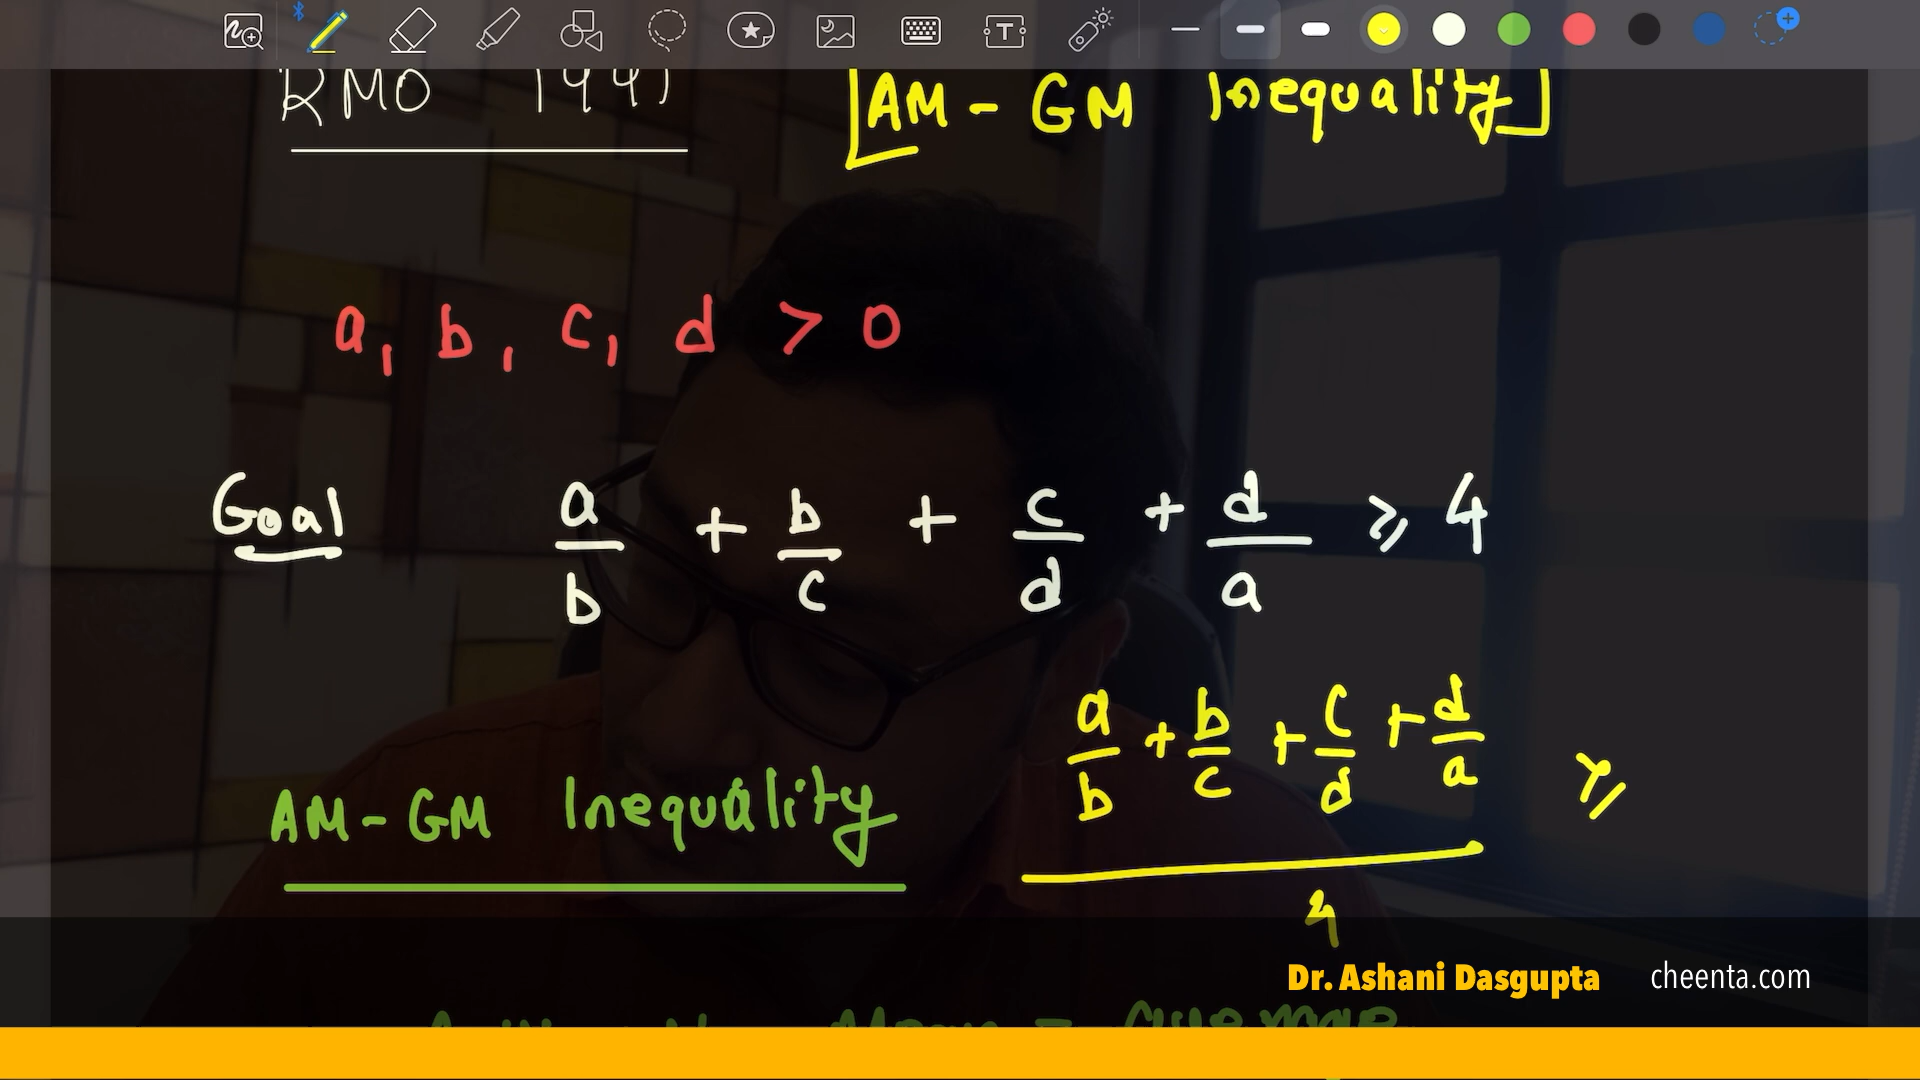 RMO 1991 [AM - GM Inequality]
a, b, c, d > 0
Goal a/b + b/c + c/d + d/a ≥ 4
AM - GM Inequality
a/b + b/c + c/d + d/a ≥
4
Dr. Ashani Dasgupta cheenta.com